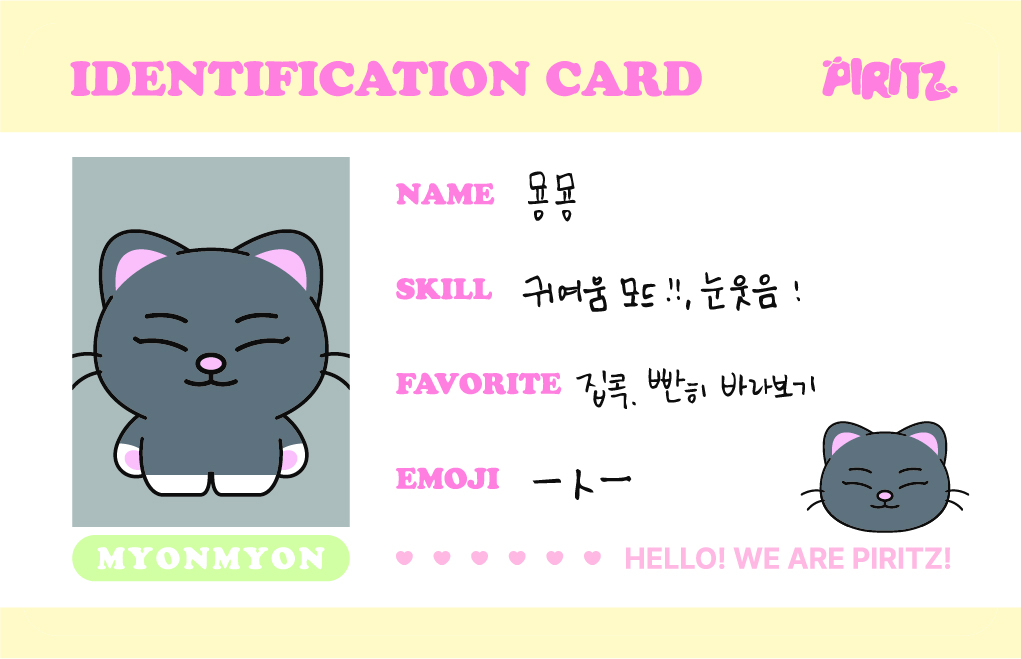 IDENTIFICATION CARD PIRITZ
NAME 묭묭
SKILL 귀여움 모드!!, 눈웃음!
FAVORITE 집콕, 빤히 바라보기
EMOJI ㅡㅅㅡ
MYONMYON
HELLO! WE ARE PIRITZ!